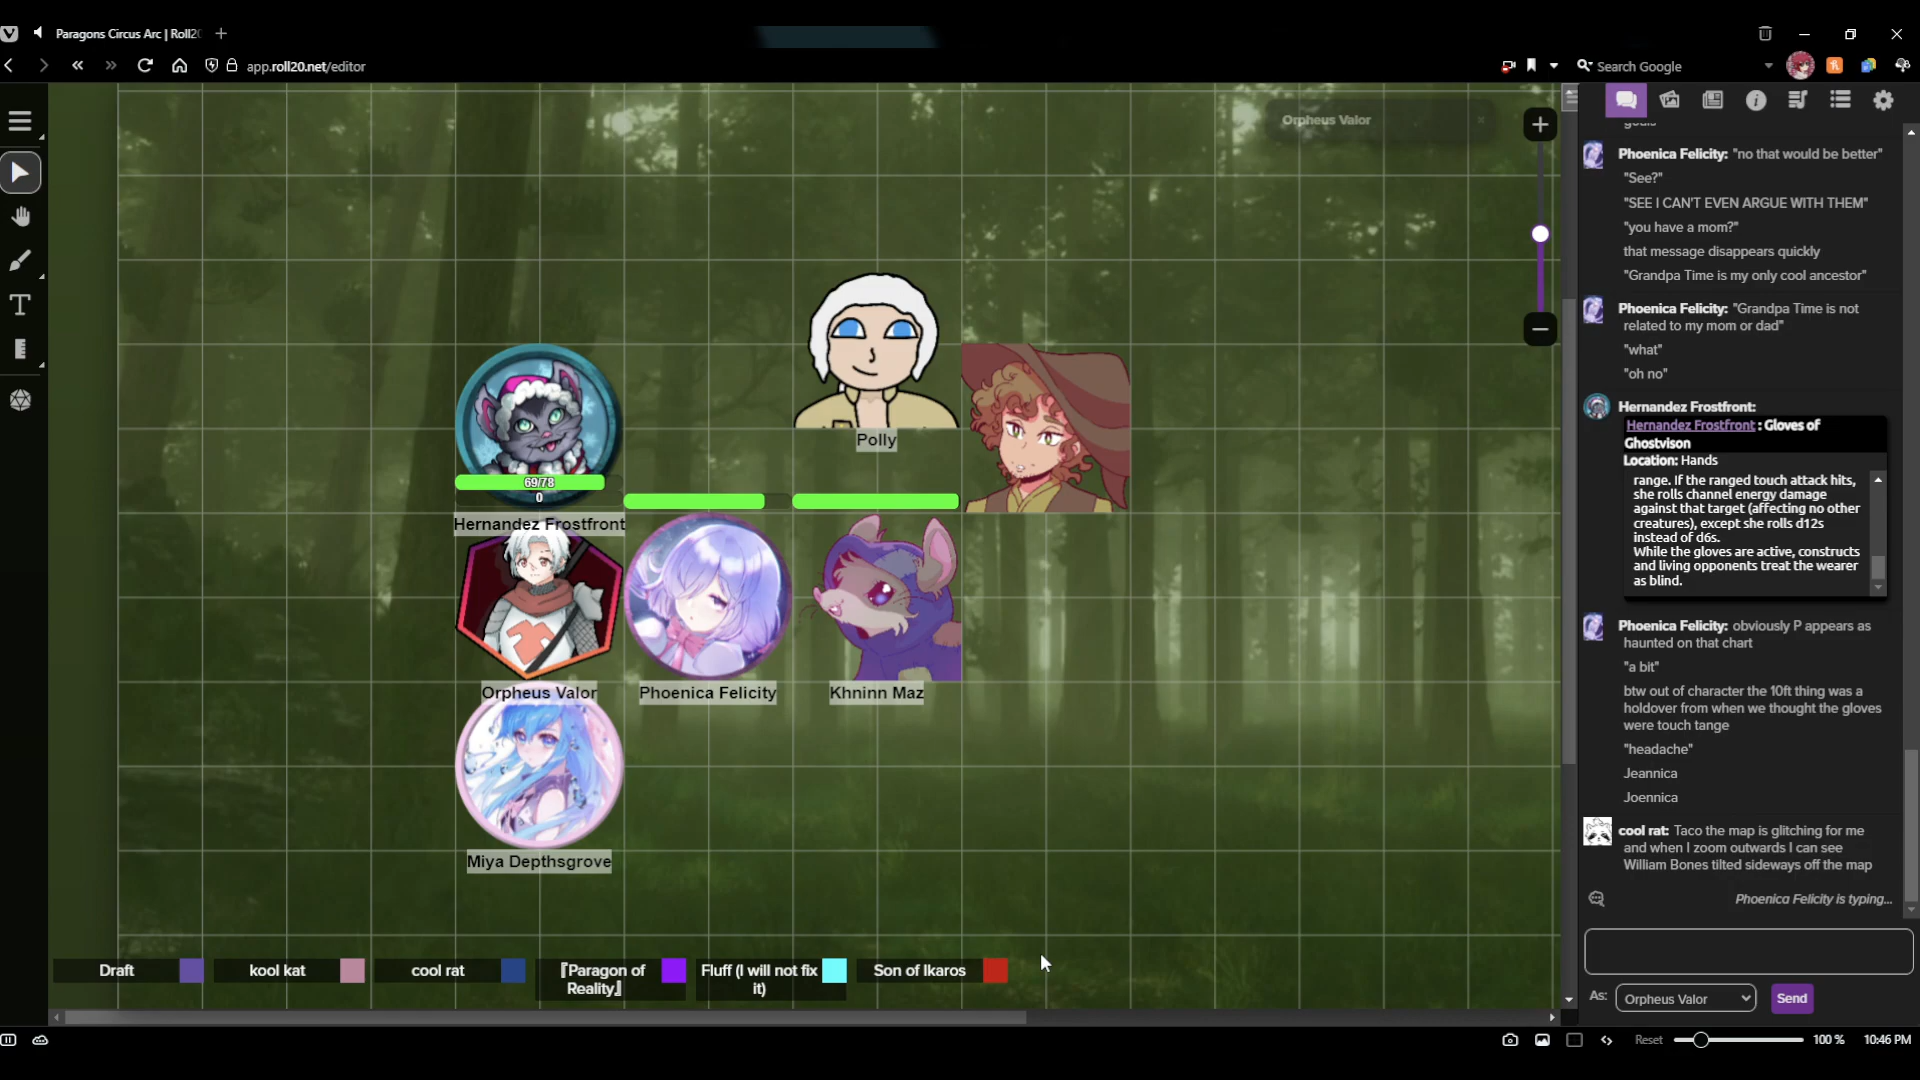 Paragons Circus Arc | Roll20
app.roll20.net/editor
Search Google
Orpheus Valor
goals
Phoenica Felicity: "no that would be better"
"See?"
"SEE I CAN'T EVEN ARGUE WITH THEM"
"you have a mom?"
that message disappears quickly
"Grandpa Time is my only cool ancestor"
Phoenica Felicity: "Grandpa Time is not
related to my mom or dad"
"what"
"oh no"
Hernandez Frostfront:
Hernandez Frostfront : Gloves of
Ghostvison
Location: Hands
range. If the ranged touch attack hits,
she rolls channel energy damage
against that target (affecting no other
creatures), except she rolls d12s
instead of d6s.
While the gloves are active, constructs
and living opponents treat the wearer
as blind.
Phoenica Felicity: obviously P appears as
haunted on that chart
"a bit"
btw out of character the 10ft thing was a
holdover from when we thought the gloves
were touch tange
"headache"
Jeannica
Joennica
cool rat: Taco the map is glitching for me
and when I zoom outwards I can see
William Bones tilted sideways off the map
Phoenica Felicity is typing...
As:
Orpheus Valor
Send
Polly
69/78
0
Hernandez Frostfront
Orpheus Valor
Phoenica Felicity
Khninn Maz
Miya Depthsgrove
Draft
kool kat
cool rat
『Paragon of
Reality』
Fluff (I will not fix
it)
Son of Ikaros
Reset
100 %
10:46 PM